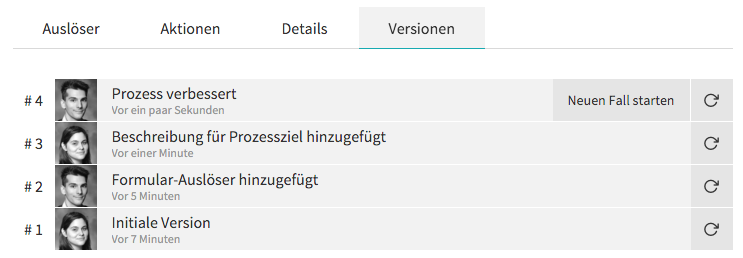 Auslöser Aktionen Details Versionen
# 4 Prozess verbessert Neuen Fall starten
Vor ein paar Sekunden
# 3 Beschreibung für Prozessziel hinzugefügt
Vor einer Minute
# 2 Formular-Auslöser hinzugefügt
Vor 5 Minuten
# 1 Initiale Version
Vor 7 Minuten